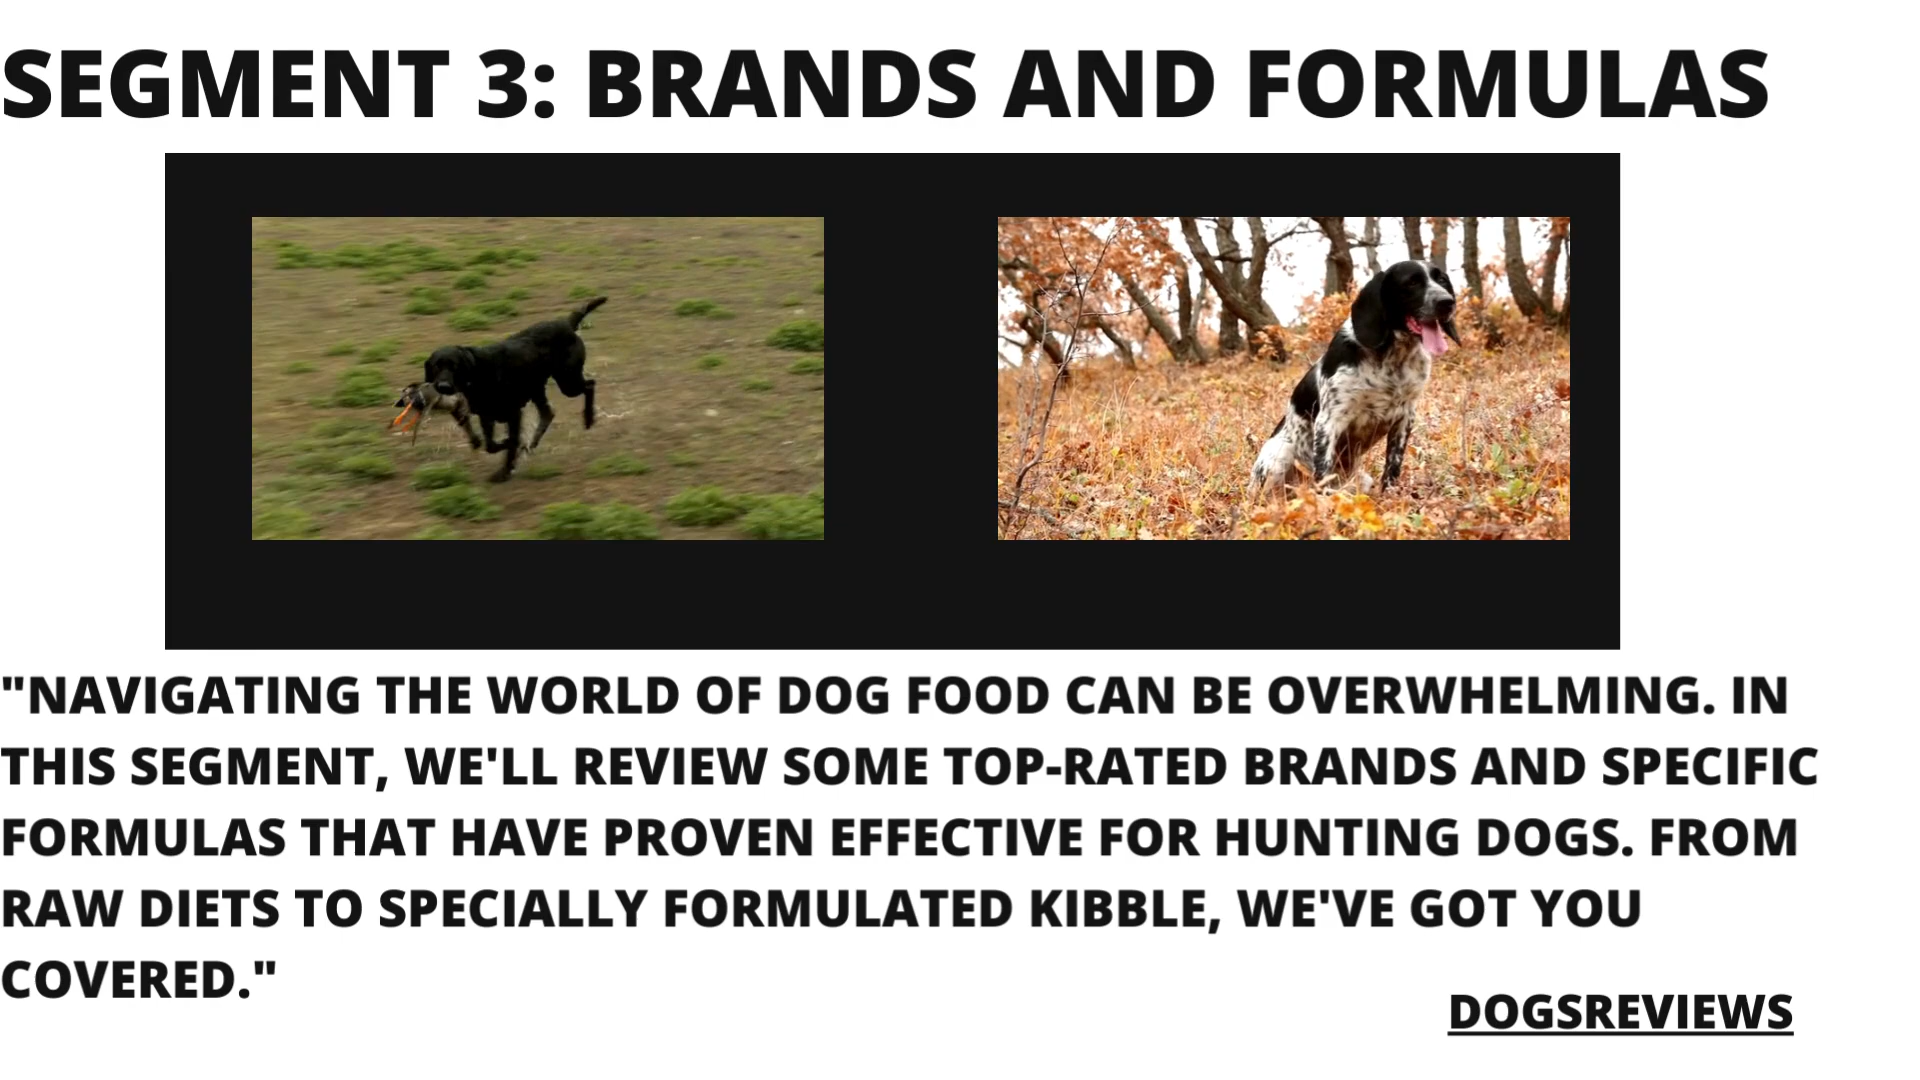 SEGMENT 3: BRANDS AND FORMULAS
"NAVIGATING THE WORLD OF DOG FOOD CAN BE OVERWHELMING. IN
THIS SEGMENT, WE'LL REVIEW SOME TOP-RATED BRANDS AND SPECIFIC
FORMULAS THAT HAVE PROVEN EFFECTIVE FOR HUNTING DOGS. FROM
RAW DIETS TO SPECIALLY FORMULATED KIBBLE, WE'VE GOT YOU
COVERED."
DOGSREVIEWS